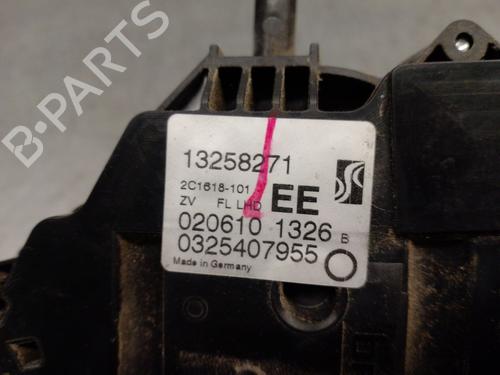 B-PARTS
13258271
2C1618-101
ZV FL LHD EE
020610 1326 B
0325407955
Made in Germany